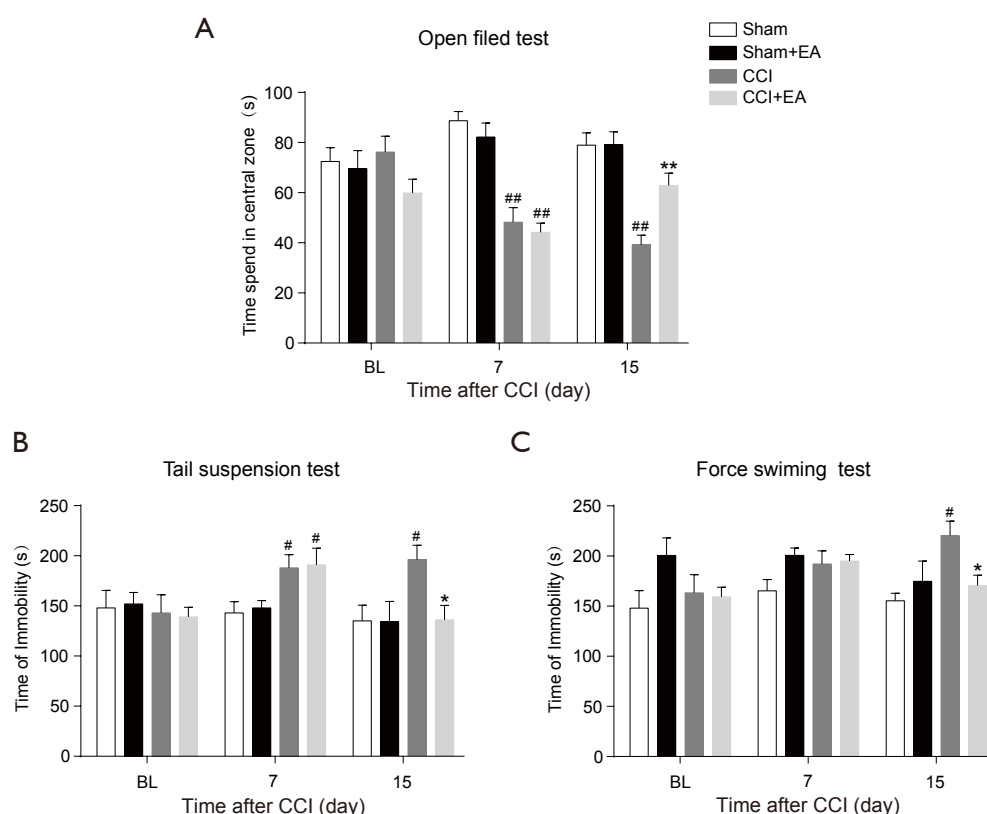 A
Open filed test
Sham
Sham+EA
CCI
CCI+EA
Time spend in central zone (s)
100
80
60
40
20
0
##
##
##
**
BL
7
15
Time after CCI (day)
B
Tail suspension test
Time of Immobility (s)
250
200
150
100
50
0
#
#
#
*
BL
7
15
Time after CCI (day)
C
Force swiming test
Time of Immobility (s)
250
200
150
100
50
0
#
*
BL
7
15
Time after CCI (day)